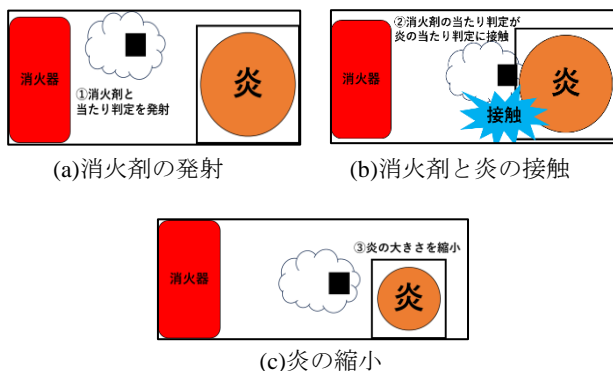 消火器
①消火剤と
当たり判定を発射
炎
(a)消火剤の発射
②消火剤の当たり判定が
炎の当たり判定に接触
消火器
炎
接触
(b)消火剤と炎の接触
消火器
③炎の大きさを縮小
炎
(c)炎の縮小